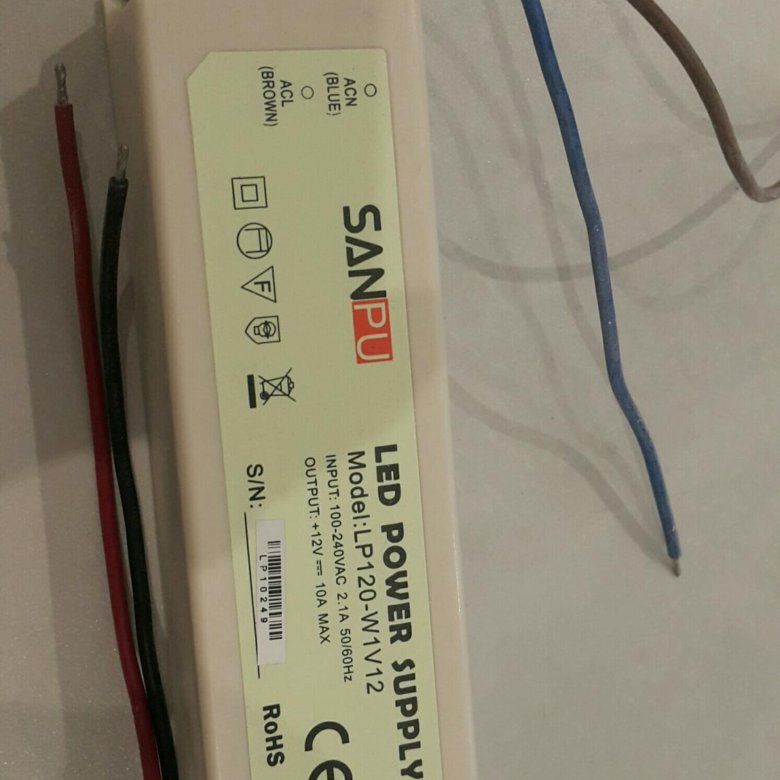 ACN
(BLUE)
ACL
(BROWN)
SANPU
F
LED POWER SUPPLY
Model:LP120-W1V12
INPUT: 100-240VAC 2.1A 50/60Hz
OUTPUT: +12V ⎓ 10A MAX
S/N:
LP10249
CE
RoHS